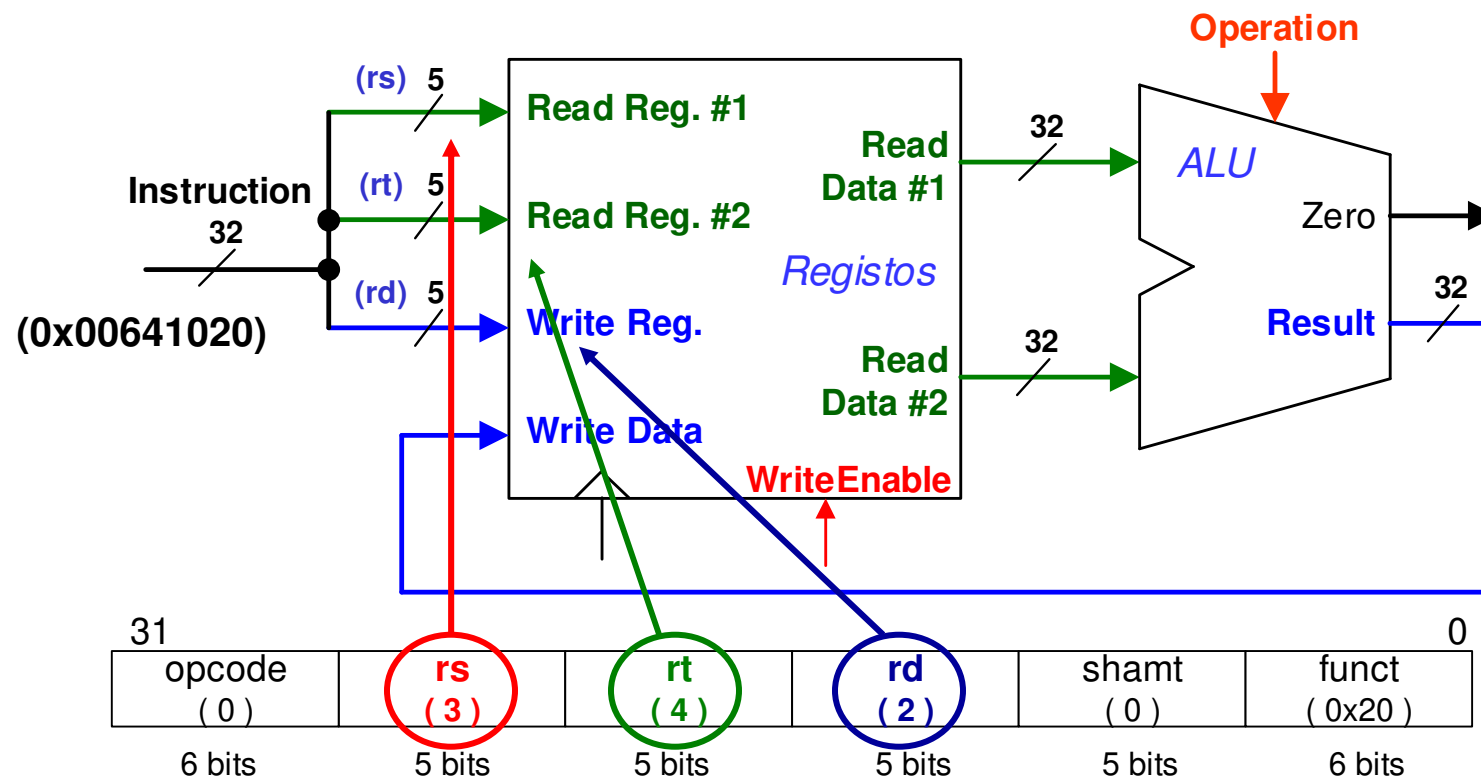 Operation
(rs) 5
Read Reg. #1
32
Read
Data #1
ALU
(rt) 5
Instruction
32
Read Reg. #2
Zero
Registos
(rd) 5
32
(0x00641020)
Write Reg.
Result
32
Read
Data #2
Write Data
WriteEnable
31 0
opcode rs rt rd shamt funct
( 0 ) ( 3 ) ( 4 ) ( 2 ) ( 0 ) ( 0x20 )
6 bits 5 bits 5 bits 5 bits 5 bits 6 bits